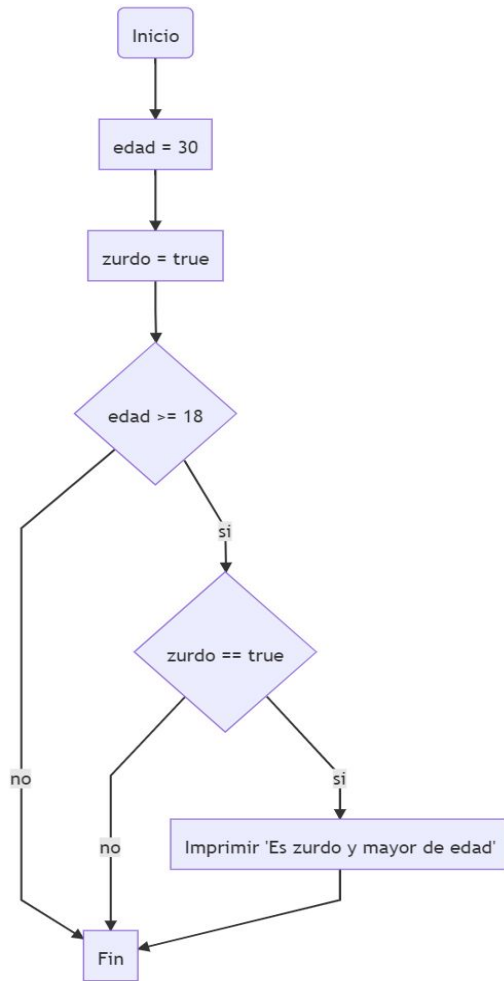 Inicio
edad = 30
zurdo = true
edad >= 18
si
zurdo == true
no
si
no
Imprimir 'Es zurdo y mayor de edad'
Fin